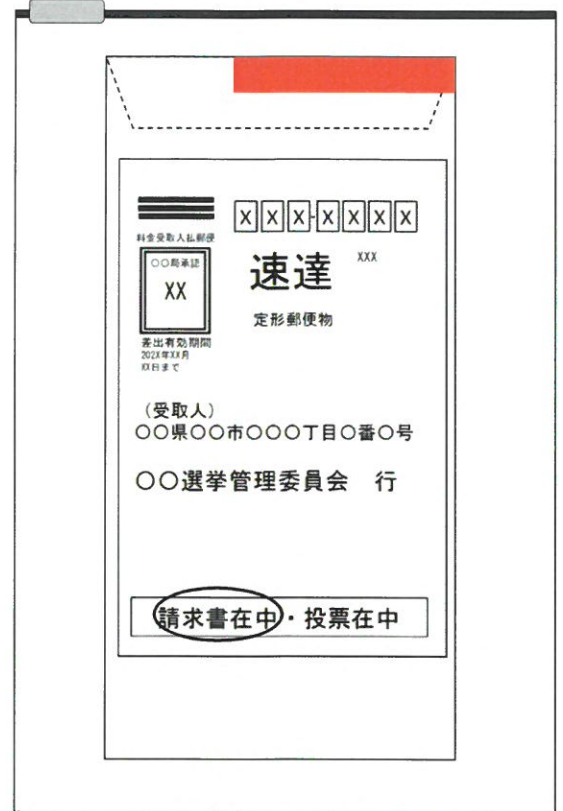 料金受取人払郵便
○○局承認
XX
差出有効期間
202X年XX月
XX日まで
XXX-XXXX
速達 XXX
定形郵便物
（受取人）
○○県○○市○○○丁目○番○号
○○選挙管理委員会　行
請求書在中・投票在中